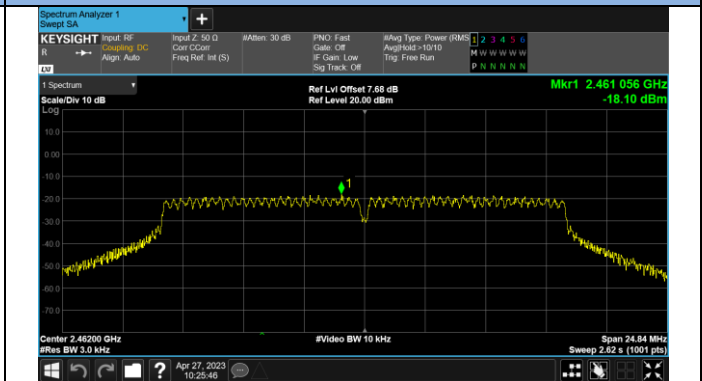 Spectrum Analyzer 1
Swept SA
+
KEYSIGHT Input: RF Input Z: 50 Ω #Atten: 30 dB PNO: Fast #Avg Type: Power (RMS 1 2 3 4 5 6
R Coupling: DC Corr CCorr Gate: Off Avg|Hold:>10/10 M W W W W W
Align: Auto Freq Ref: Int (S) IF Gain: Low Trig: Free Run
Sig Track: Off P N N N N N
LXI
1 Spectrum Ref Lvl Offset 7.68 dB Mkr1 2.461 056 GHz
Scale/Div 10 dB Ref Level 20.00 dBm -18.10 dBm
Log
10.0
0.00
-10.0
1
-20.0
-30.0
-40.0
-50.0
-60.0
-70.0
Center 2.46200 GHz #Video BW 10 kHz Span 24.84 MHz
#Res BW 3.0 kHz Sweep 2.62 s (1001 pts)
? Apr 27, 2023
10:25:46